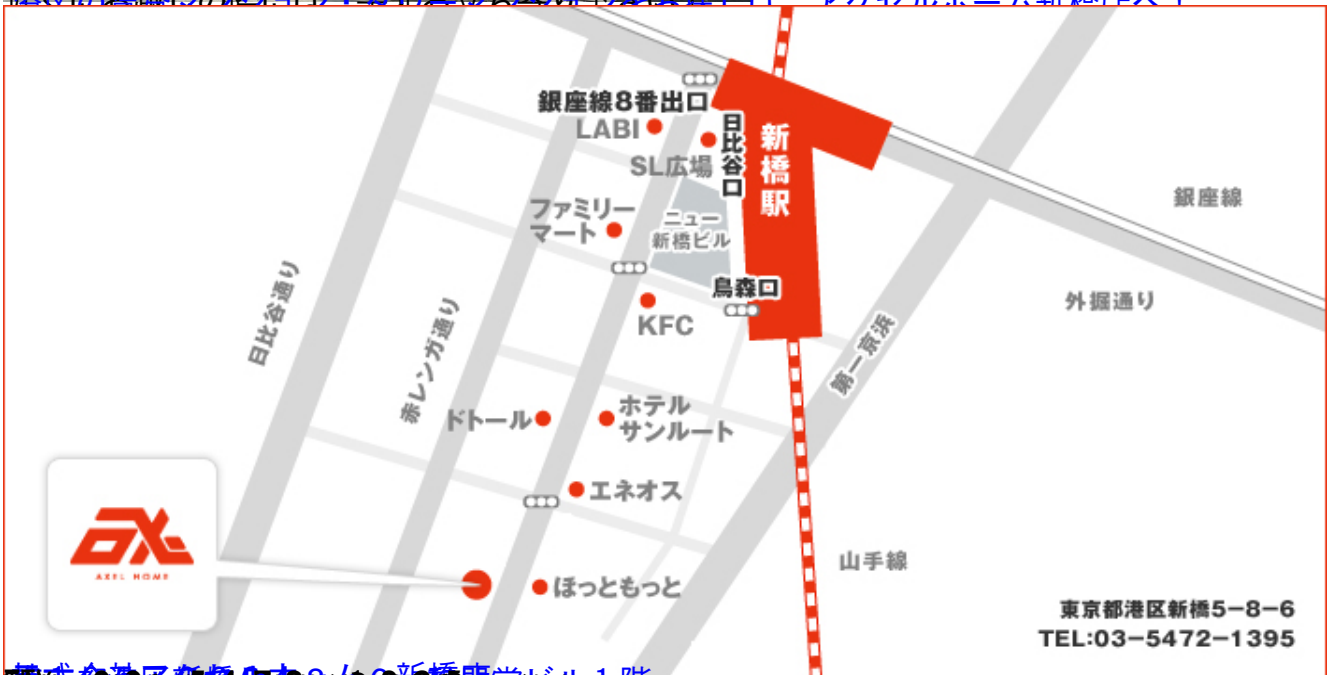 銀座線8番出口
LABI
日比谷口
新橋駅
SL広場
銀座線
ファミリー
マート
ニュー
新橋ビル
烏森口
外掘通り
日比谷通り
赤レンガ通り
KFC
第一京浜
ドトール
ホテル
サンルート
エネオス
AXEL HOME
山手線
ほっともっと
東京都港区新橋5−8−6
TEL:03−5472−1395